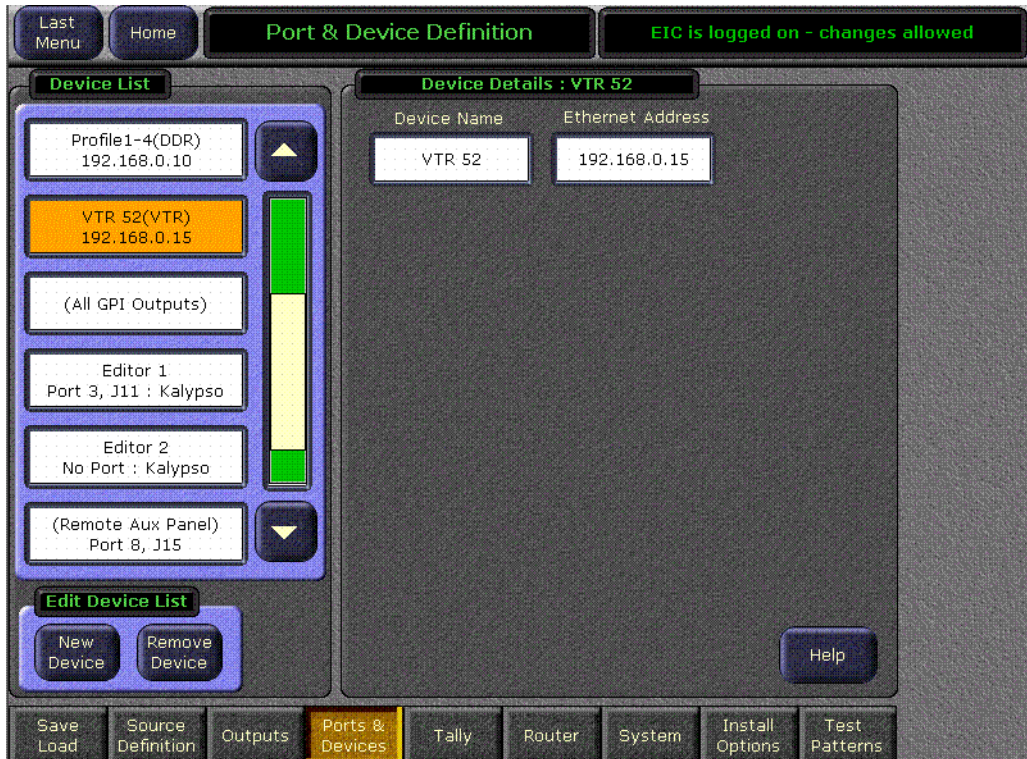 Last
Menu
Home
Port & Device Definition
EIC is logged on - changes allowed
Device List
Profile1-4(DDR)
192.168.0.10
VTR 52(VTR)
192.168.0.15
(All GPI Outputs)
Editor 1
Port 3, J11 : Kalypso
Editor 2
No Port : Kalypso
(Remote Aux Panel)
Port 8, J15
Edit Device List
New
Device
Remove
Device
Device Details : VTR 52
Device Name
Ethernet Address
VTR 52
192.168.0.15
Help
Save
Load
Source
Definition
Outputs
Ports &
Devices
Tally
Router
System
Install
Options
Test
Patterns